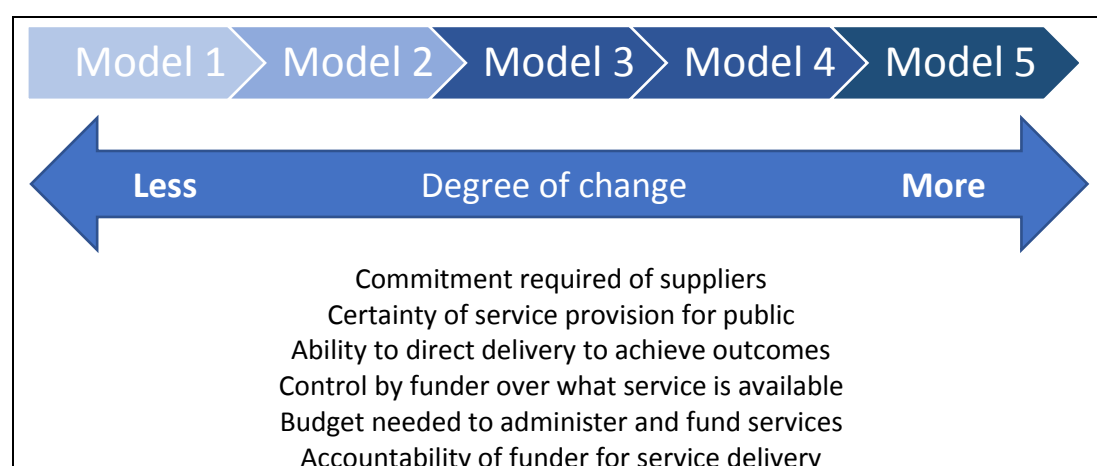 Model 1 Model 2 Model 3 Model 4 Model 5
Less Degree of change More
Commitment required of suppliers
Certainty of service provision for public
Ability to direct delivery to achieve outcomes
Control by funder over what service is available
Budget needed to administer and fund services
Accountability of funder for service delivery